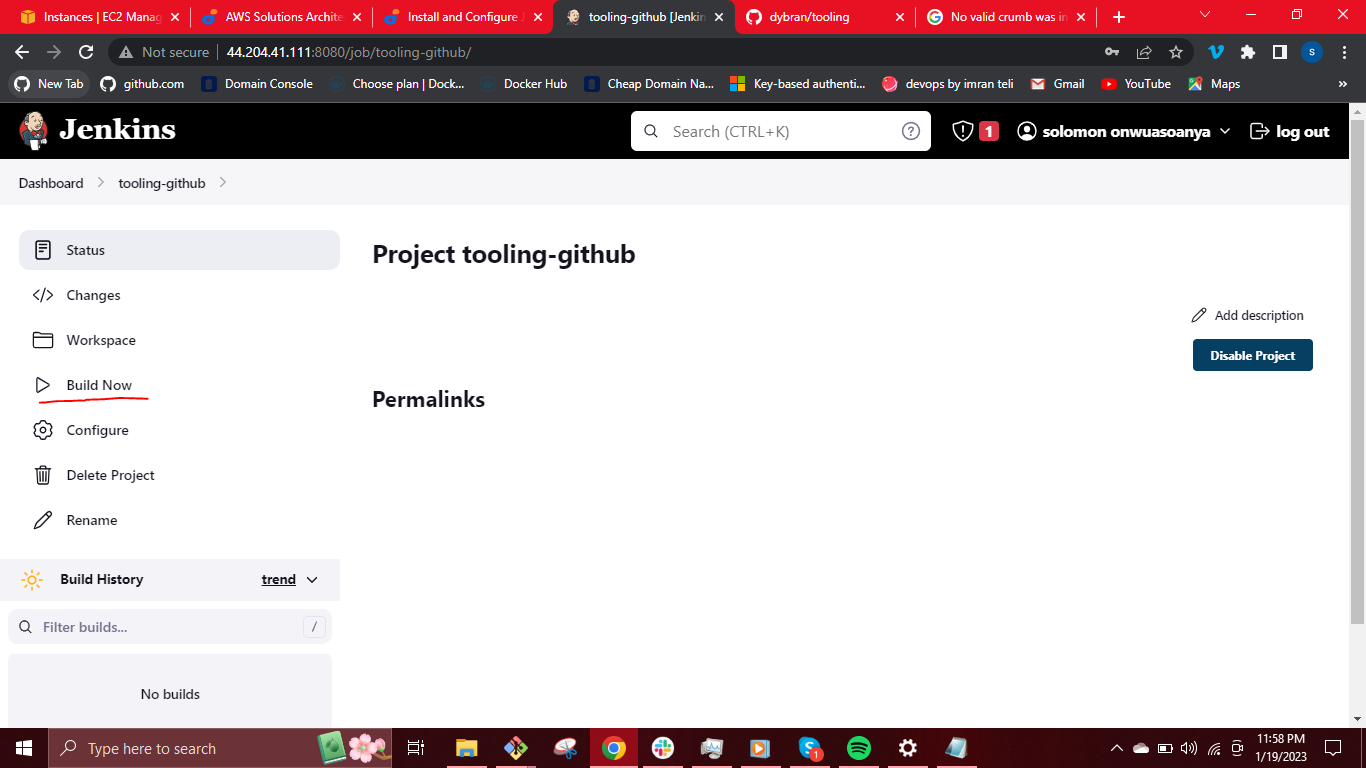 Instances | EC2 Manag
AWS Solutions Archite
Install and Configure J
tooling-github [Jenkin
dybran/tooling
No valid crumb was in
Not secure
44.204.41.111:8080/job/tooling-github/
S
New Tab
github.com
Domain Console
Choose plan | Dock...
Docker Hub
Cheap Domain Na...
Key-based authenti...
devops by imran teli
Gmail
YouTube
Maps
»
Jenkins
Search (CTRL+K)
?
1
solomon onwuasoanya
log out
Dashboard
tooling-github
Status
Changes
Workspace
Build Now
Configure
Delete Project
Rename
Project tooling-github
Add description
Disable Project
Permalinks
Build History
trend
Filter builds...
/
No builds
Type here to search
1
11:58 PM
1/19/2023